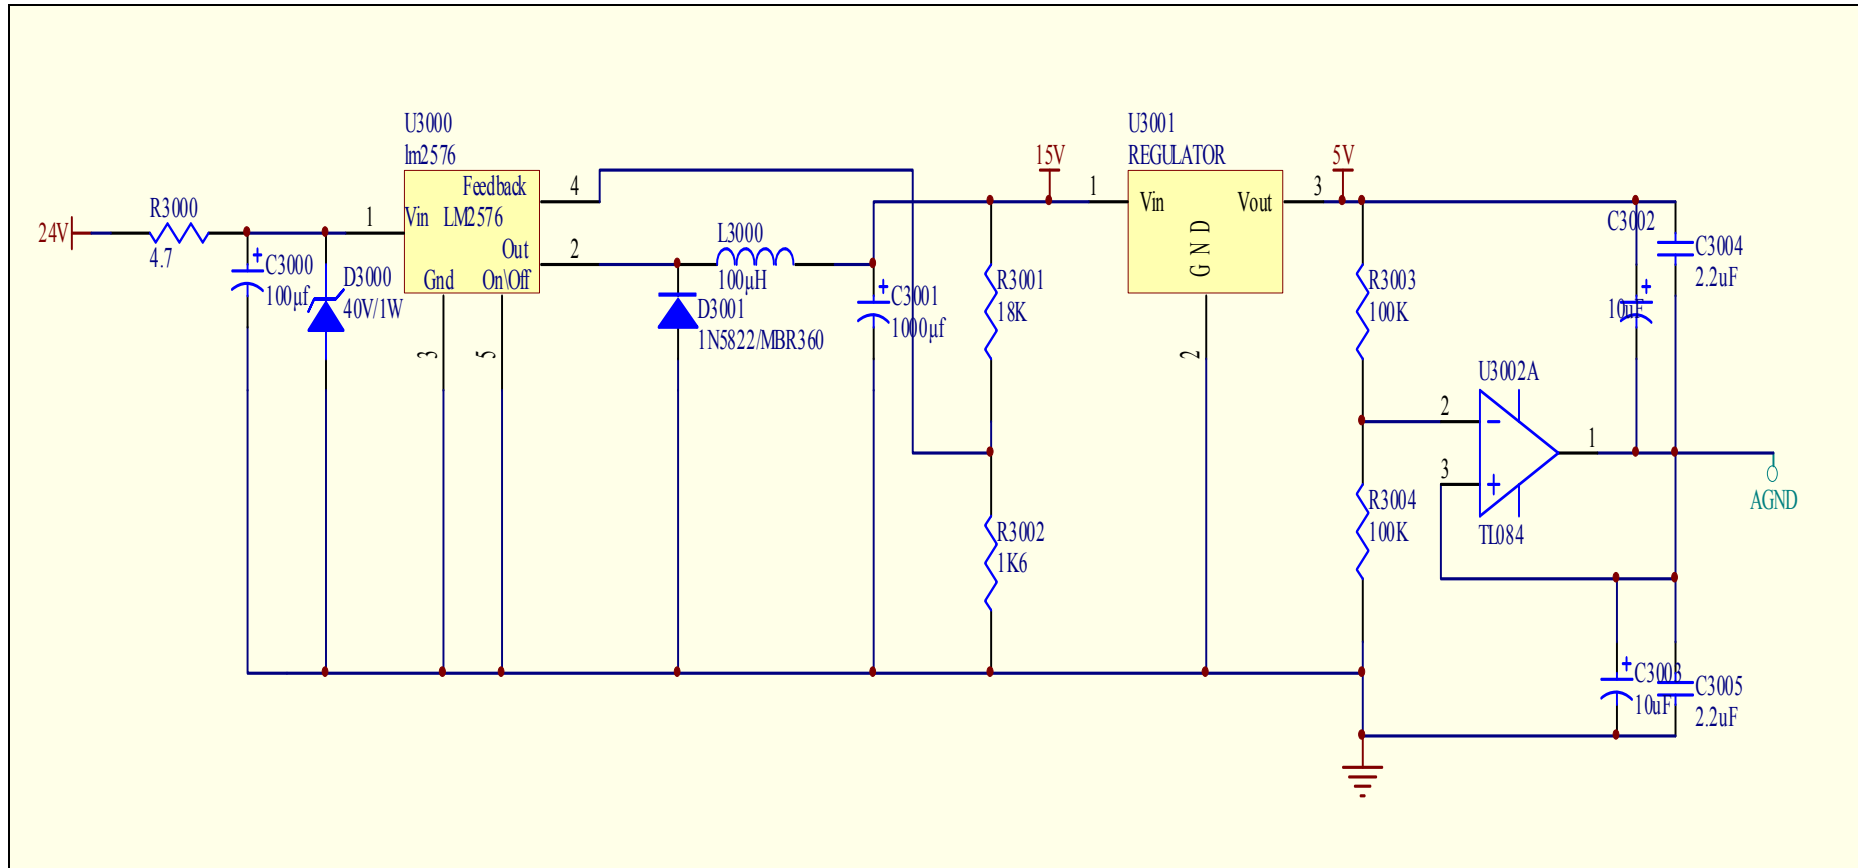 24V
R3000
4.7
C3000
100µf
D3000
40V/1W
U3000
lm2576
Feedback
Vin
LM2576
Out
Gnd
On\Off
1
4
2
3
5
L3000
100µH
D3001
1N5822/MBR360
C3001
1000µf
R3001
18K
R3002
1K6
15V
U3001
REGULATOR
1
Vin
Vout
GND
3
2
5V
R3003
100K
R3004
100K
C3002
10uF
C3004
2.2uF
U3002A
2
3
1
TL084
AGND
C3003
10uF
C3005
2.2uF